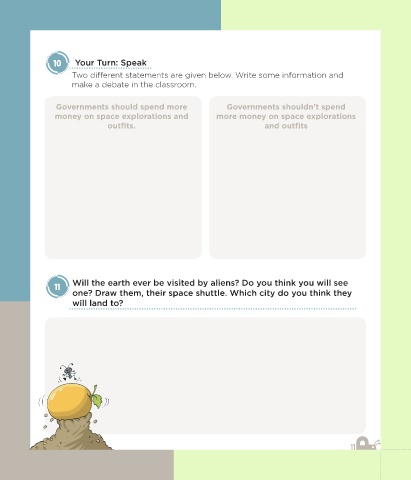 10
Your Turn: Speak
Two different statements are given below. Write some information and
make a debate in the classroom.
Governments should spend more
money on space explorations and
outfits.
Governments shouldn't spend
more money on space explorations
and outfits
11
Will the earth ever be visited by aliens? Do you think you will see
one? Draw them, their space shuttle. Which city do you think they
will land to?